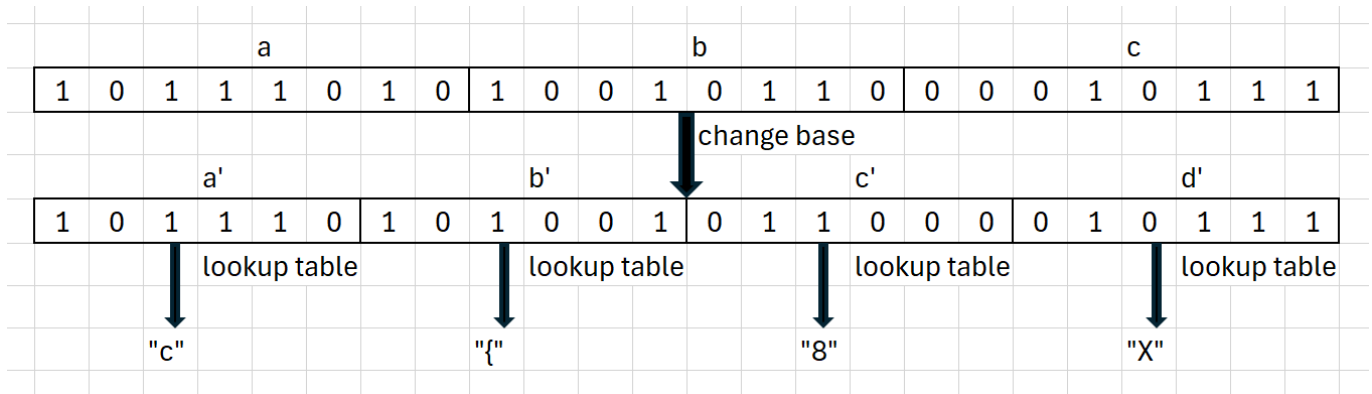 a b c
1 0 1 1 1 0 1 0 1 0 0 1 0 1 1 0 0 0 0 1 0 1 1 1
change base
a' b' c' d'
1 0 1 1 1 0 1 0 1 0 0 1 0 1 1 0 0 0 0 1 0 1 1 1
lookup table lookup table lookup table lookup table
"c" "{" "8" "X"